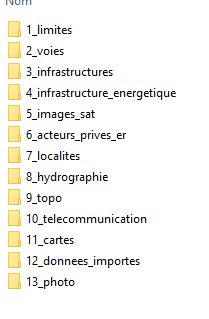 Nom
1_limites
2_voies
3_infrastructures
4_infrastructure_energetique
5_images_sat
6_acteurs_prives_er
7_localites
8_hydrographie
9_topo
10_telecommunication
11_cartes
12_donnees_importes
13_photo